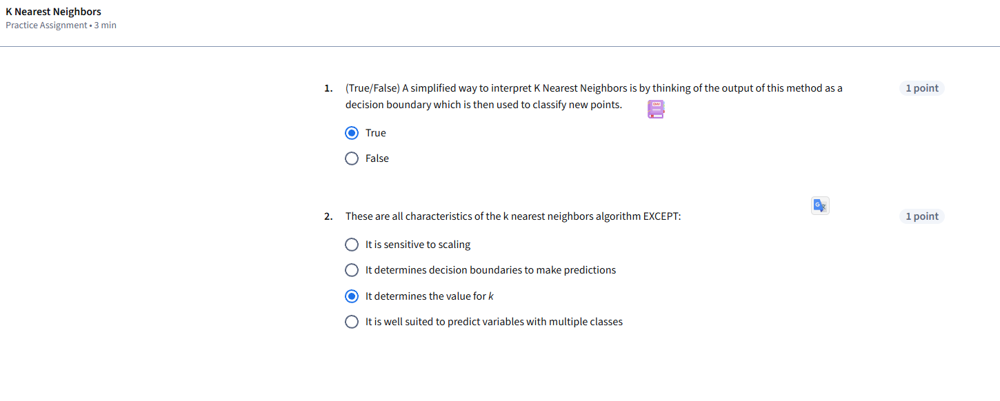 K Nearest Neighbors
Practice Assignment • 3 min
1. (True/False) A simplified way to interpret K Nearest Neighbors is by thinking of the output of this method as a 1 point
decision boundary which is then used to classify new points.
True
False
2. These are all characteristics of the k nearest neighbors algorithm EXCEPT: 1 point
It is sensitive to scaling
It determines decision boundaries to make predictions
It determines the value for k
It is well suited to predict variables with multiple classes